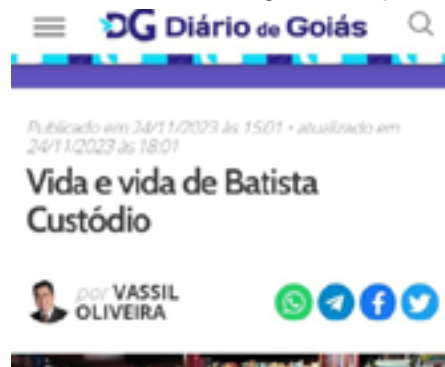 DG Diário de Goiás
Publicado em 24/11/2023 às 15:01 • atualizado em
24/11/2023 às 18:01
Vida e vida de Batista
Custódio
por VASSIL
OLIVEIRA